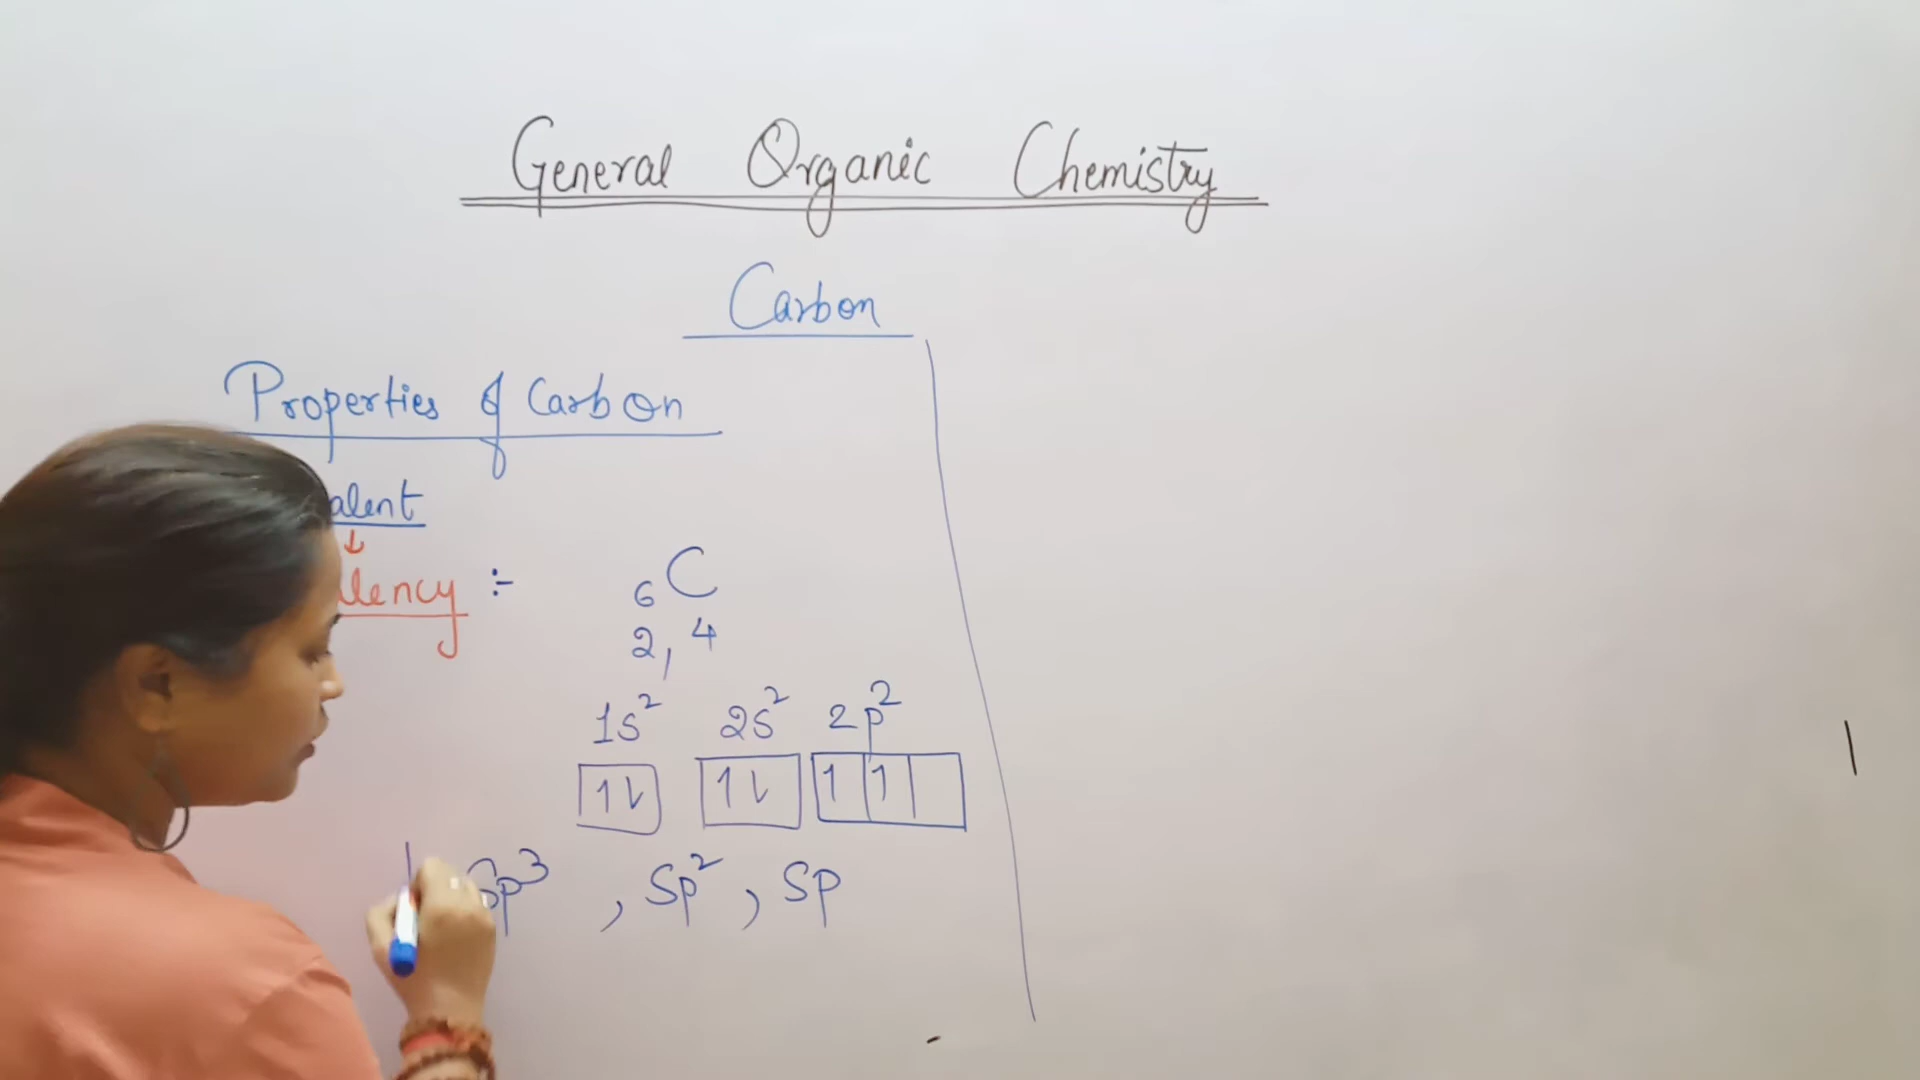 General Organic Chemistry
Carbon
Properties of Carbon
alent
↓
lency :-
₆C
2, 4
1s² 2s² 2p²
1⇂ 1⇂ 1 1
Sp³ , Sp² , Sp